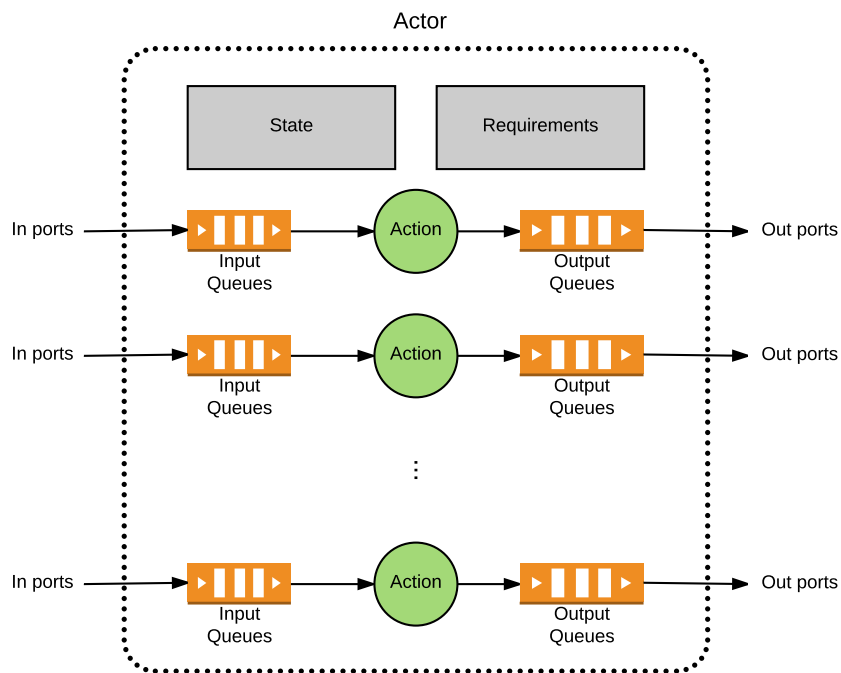 Actor
State
Requirements
In ports
Action
Out ports
Input
Queues
Output
Queues
In ports
Action
Out ports
Input
Queues
Output
Queues
...
In ports
Action
Out ports
Input
Queues
Output
Queues